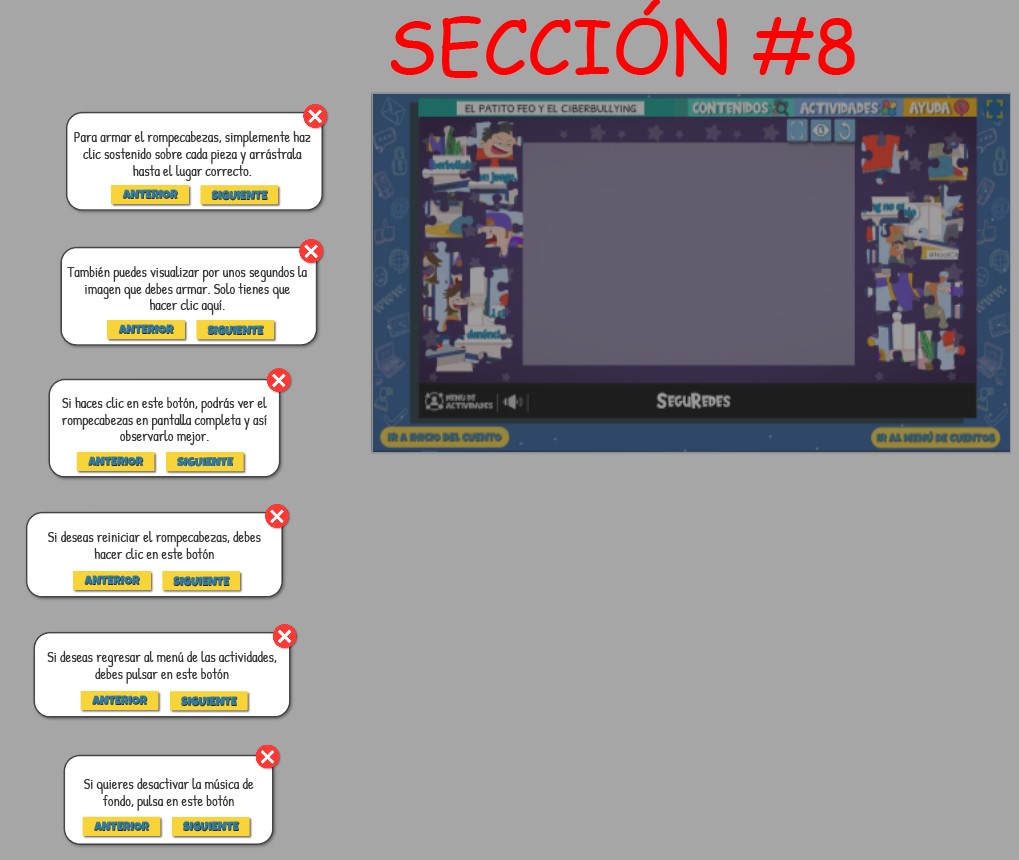 SECCIÓN #8
Para armar el rompecabezas, simplemente haz
clic sostenido sobre cada pieza y arrástrala
hasta el lugar correcto.
ANTERIOR SIGUIENTE
También puedes visualizar por unos segundos la
imagen que debes armar. Solo tienes que
hacer clic aquí.
ANTERIOR SIGUIENTE
Si haces clic en este botón, podrás ver el
rompecabezas en pantalla completa y así
observarlo mejor.
ANTERIOR SIGUIENTE
Si deseas reiniciar el rompecabezas, debes
hacer clic en este botón
ANTERIOR SIGUIENTE
Si deseas regresar al menú de las actividades,
debes pulsar en este botón
ANTERIOR SIGUIENTE
Si quieres desactivar la música de
fondo, pulsa en este botón
ANTERIOR SIGUIENTE
EL PATITO FEO Y EL CIBERBULLYING CONTENIDOS ACTIVIDADES AYUDA
MENÚ DE
ACTIVIDADES
SEGUREDES
IR A INICIO DEL CUENTO IR AL MENÚ DE CUENTOS